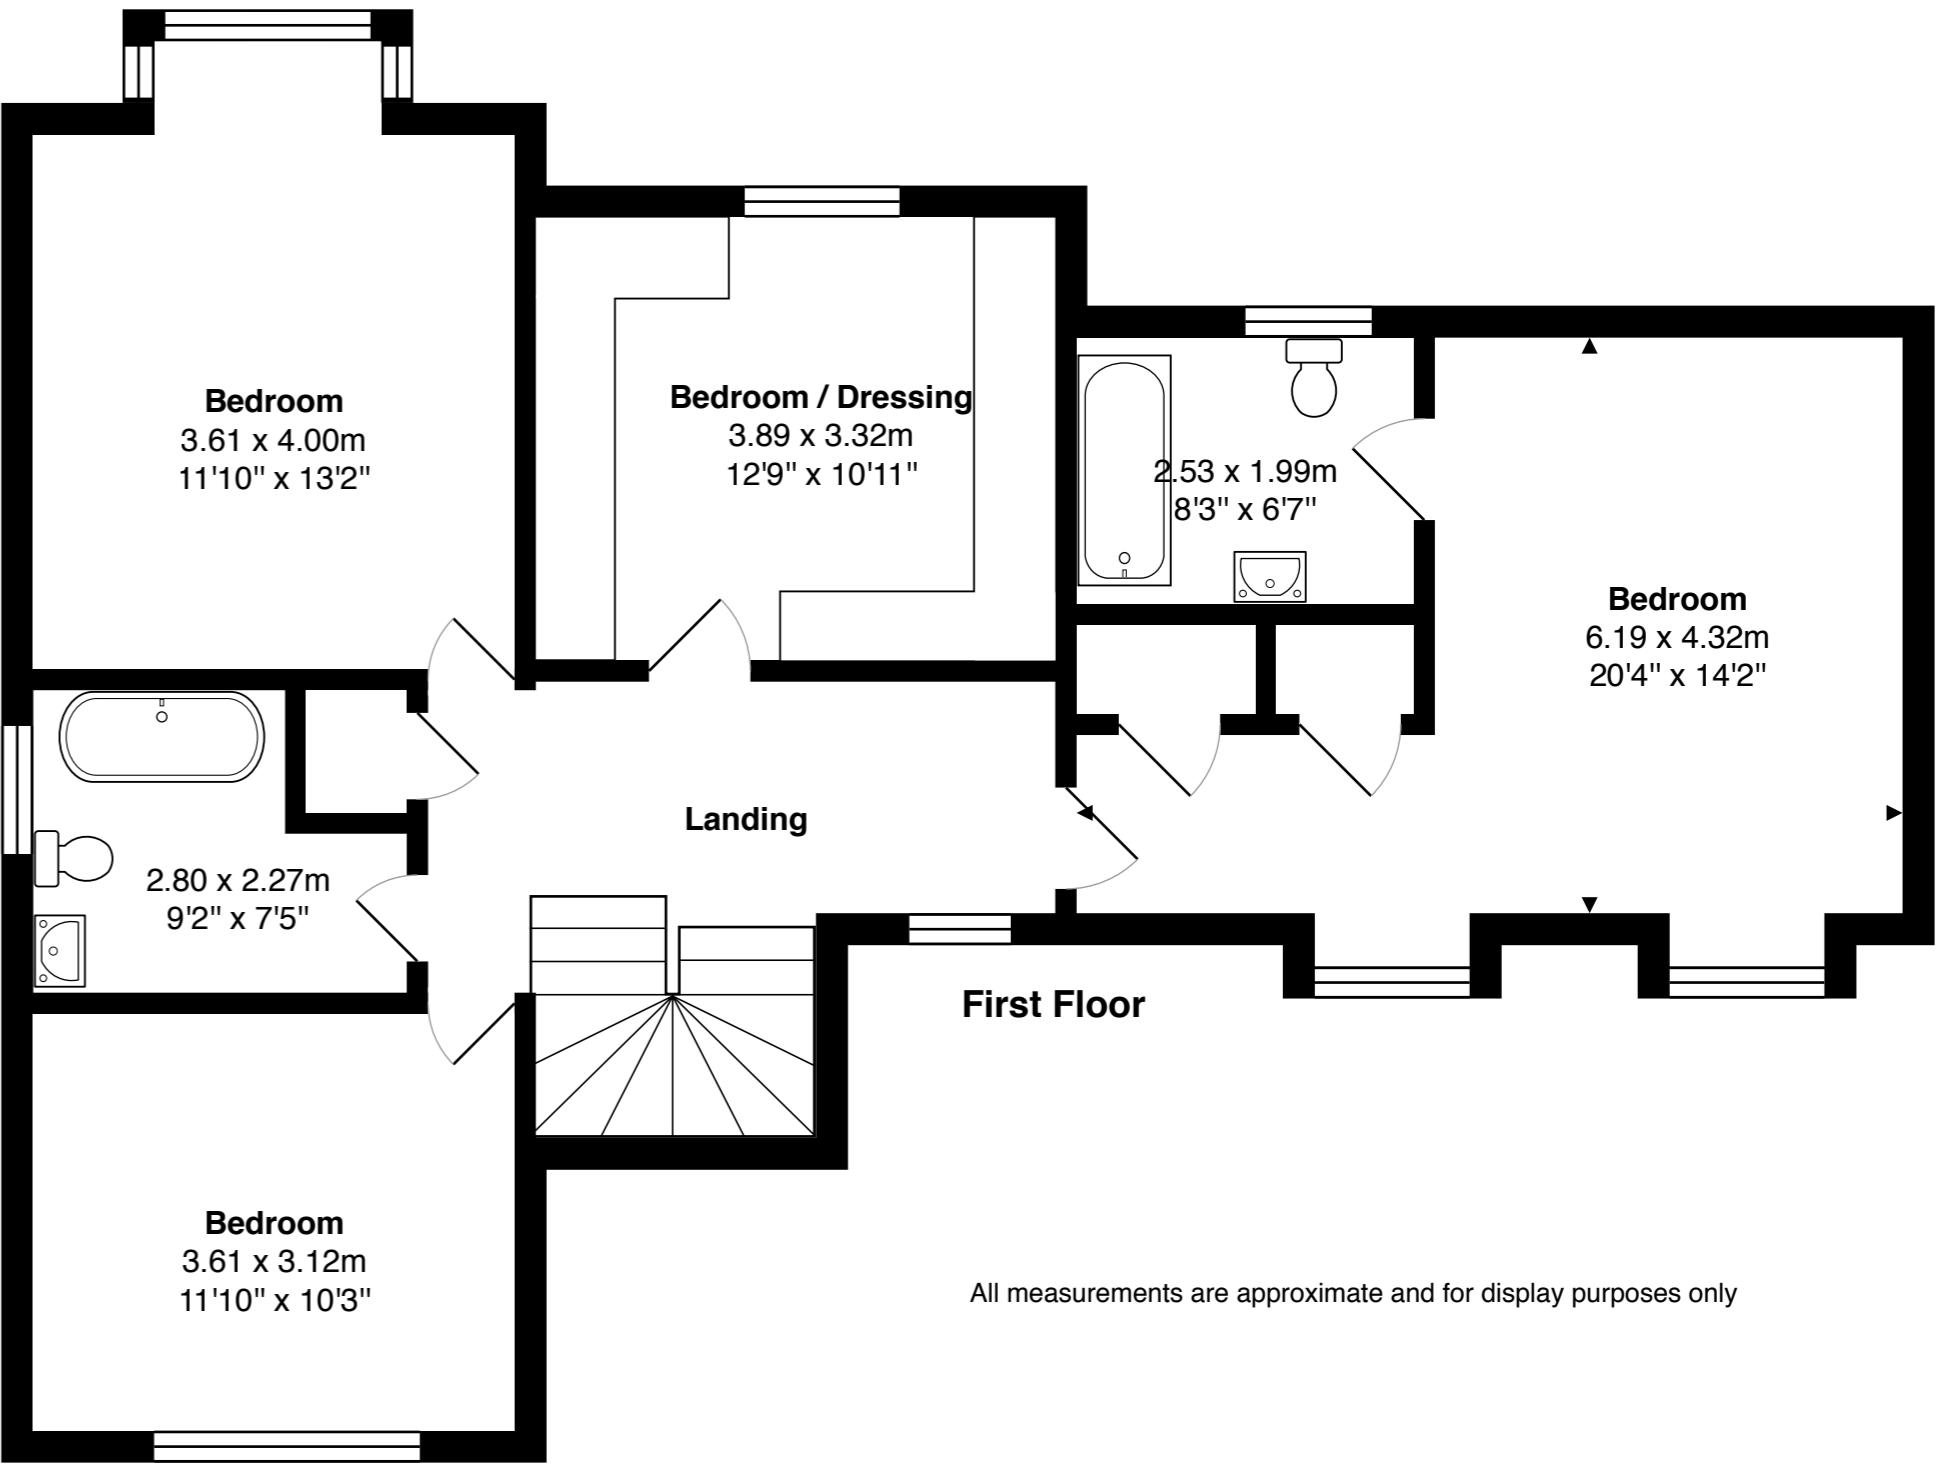 Bedroom
3.61 x 4.00m
11'10" x 13'2"
Bedroom / Dressing
3.89 x 3.32m
12'9" x 10'11"
2.53 x 1.99m
8'3" x 6'7"
Bedroom
6.19 x 4.32m
20'4" x 14'2"
Landing
2.80 x 2.27m
9'2" x 7'5"
First Floor
Bedroom
3.61 x 3.12m
11'10" x 10'3"
All measurements are approximate and for display purposes only